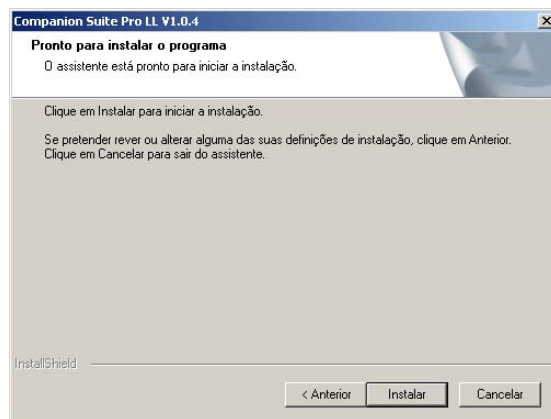 Companion Suite Pro LL V1.0.4
Pronto para instalar o programa
O assistente está pronto para iniciar a instalação.
Clique em Instalar para iniciar a instalação.
Se pretender rever ou alterar alguma das suas definições de instalação, clique em Anterior.
Clique em Cancelar para sair do assistente.
InstallShield
< Anterior
Instalar
Cancelar